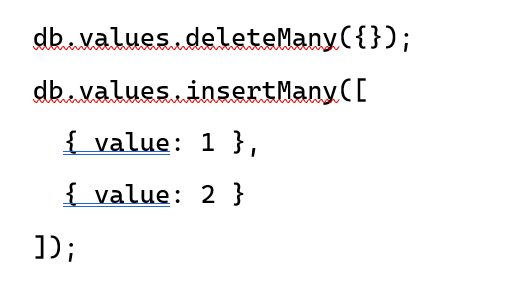 db.values.deleteMany({});
db.values.insertMany([
{ value: 1 },
{ value: 2 }
]);